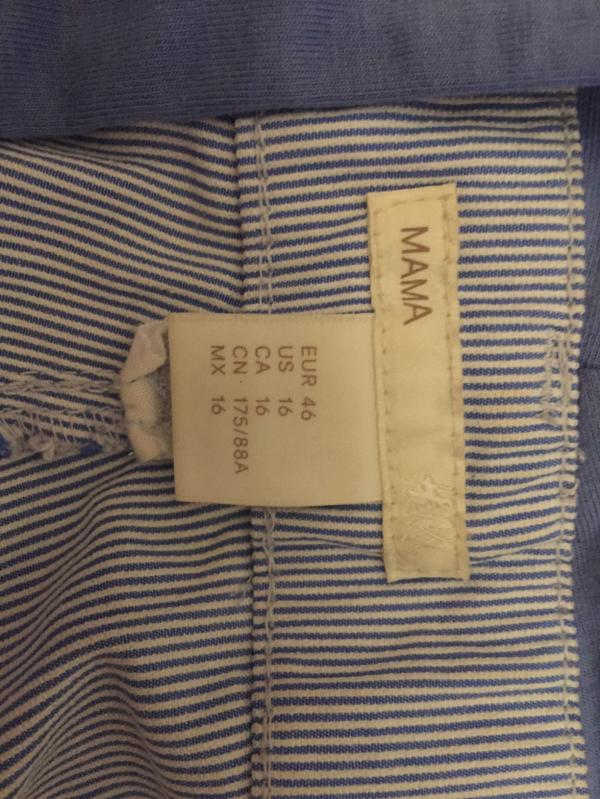 MAMA
H&M
EUR 46
US 16
CA 16
CN 175/88A
MX 16